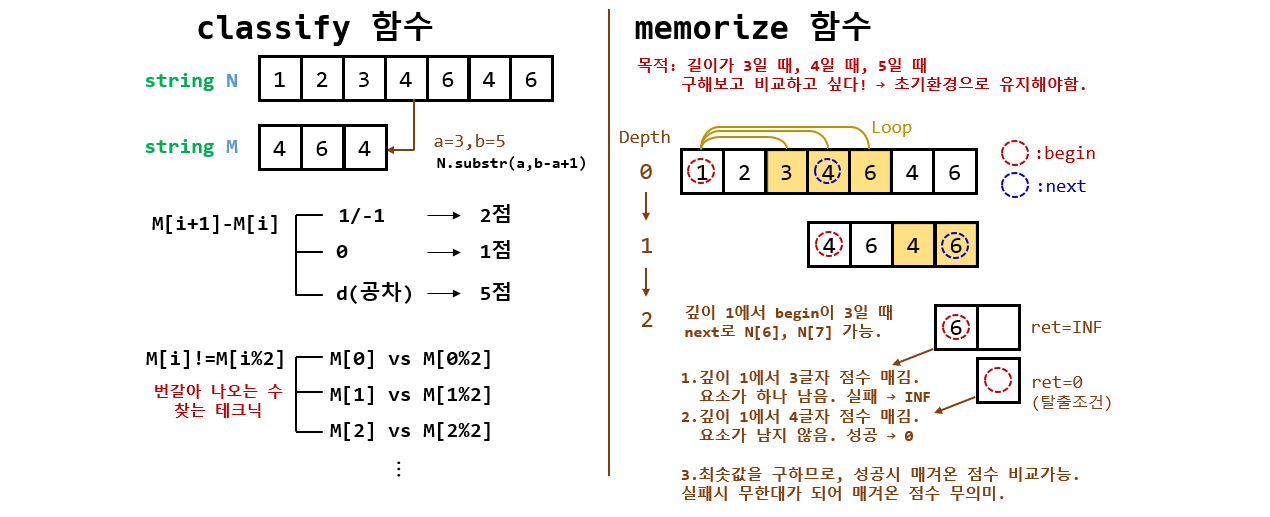 classify 함수
string N
1 2 3 4 6 4 6
string M
4 6 4
a=3,b=5
N.substr(a,b-a+1)
M[i+1]-M[i]
1/-1 → 2점
0 → 1점
d(공차) → 5점
M[i]!=M[i%2]
번갈아 나오는 수
찾는 테크닉
M[0] vs M[0%2]
M[1] vs M[1%2]
M[2] vs M[2%2]
⋮
memorize 함수
목적: 길이가 3일 때, 4일 때, 5일 때
구해보고 비교하고 싶다! → 초기환경으로 유지해야함.
Depth
Loop
0
1 2 3 4 6 4 6
:begin
:next
1
4 6 4 6
2
깊이 1에서 begin이 3일 때
next로 N[6], N[7] 가능.
6
ret=INF
1.깊이 1에서 3글자 점수 매김.
요소가 하나 남음. 실패 → INF
ret=0
(탈출조건)
2.깊이 1에서 4글자 점수 매김.
요소가 남지 않음. 성공 → 0
3.최솟값을 구하므로, 성공시 매겨온 점수 비교가능.
실패시 무한대가 되어 매겨온 점수 무의미.